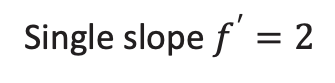 Single slope f′ = 2